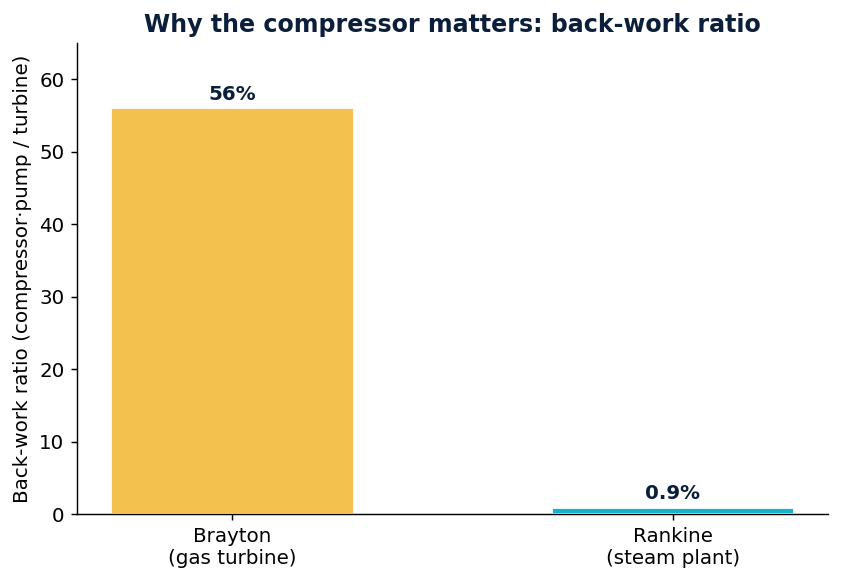 Why the compressor matters: back-work ratio
Back-work ratio (compressor·pump / turbine)
60
50
40
30
20
10
0
56%
0.9%
Brayton
(gas turbine)
Rankine
(steam plant)